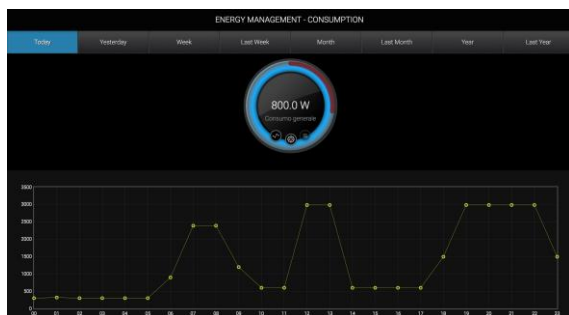 ENERGY MANAGEMENT - CONSUMPTION
Today Yesterday Week Last Week Month Last Month Year Last Year
800.0 W
Consumo generale
3500
3000
2500
2000
1500
1000
500
0
00 01 02 03 04 05 06 07 08 09 10 11 12 13 14 15 16 17 18 19 20 21 22 23